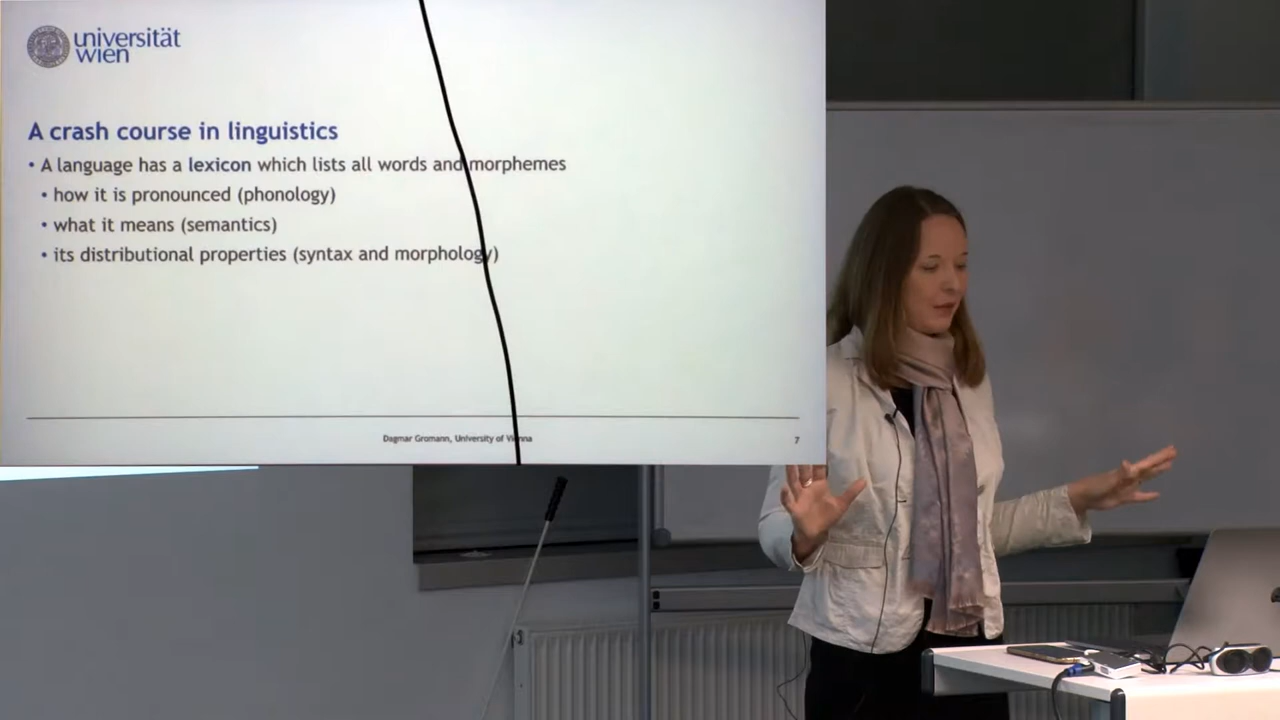 universität
wien
A crash course in linguistics
• A language has a lexicon which lists all words and morphemes
• how it is pronounced (phonology)
• what it means (semantics)
• its distributional properties (syntax and morphology)
Dagmar Gromann, University of Vienna
7